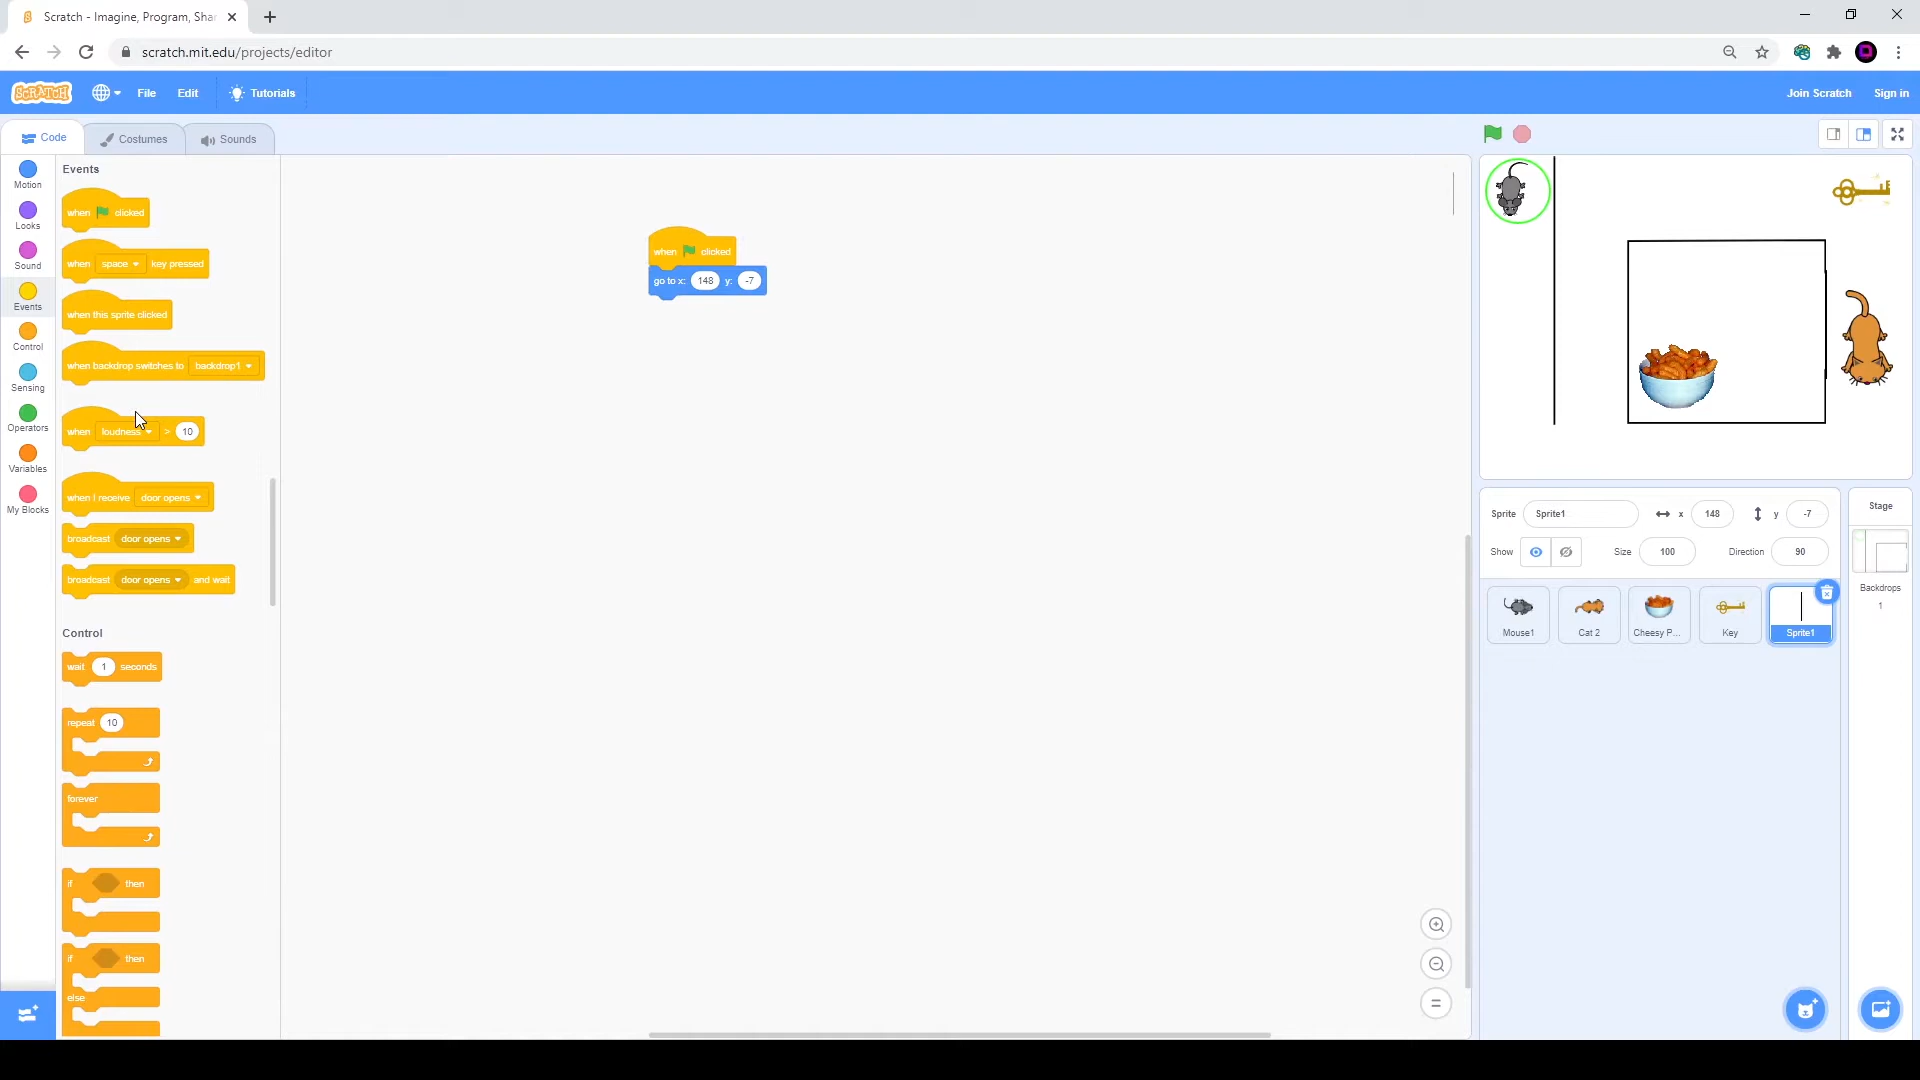 Scratch - Imagine, Program, Shar
scratch.mit.edu/projects/editor
SCRATCH File Edit Tutorials Join Scratch Sign in
Code Costumes Sounds
Motion
Looks
Sound
Events
Control
Sensing
Operators
Variables
My Blocks
Events
when clicked
when space key pressed
when this sprite clicked
when backdrop switches to backdrop1
when loudness > 10
when I receive door opens
broadcast door opens
broadcast door opens and wait
Control
wait 1 seconds
repeat 10
forever
if then
if then
else
when clicked
go to x: 148 y: -7
Sprite Sprite1 x 148 y -7
Show Size 100 Direction 90
Mouse1 Cat 2 Cheesy P... Key Sprite1
Stage
Backdrops
1